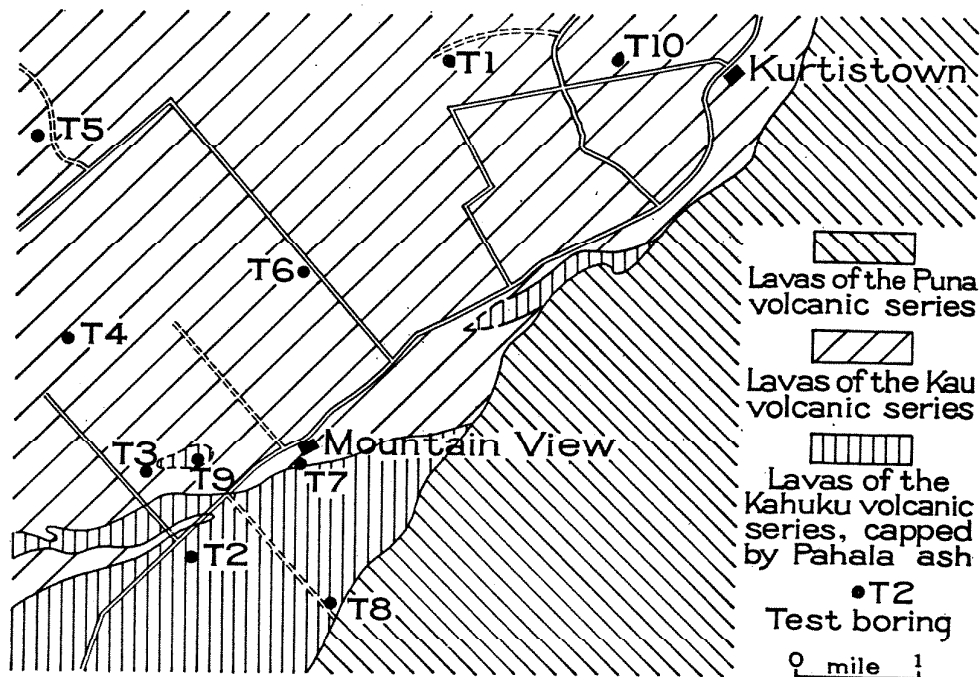 T1
T10
Kurtistown
T5
T6
T4
Mountain View
T3
T9
T7
T2
T8
Lavas of the Puna
volcanic series
Lavas of the Kau
volcanic series
Lavas of the
Kahuku volcanic
series, capped
by Pahala ash
T2
Test boring
0 mile 1